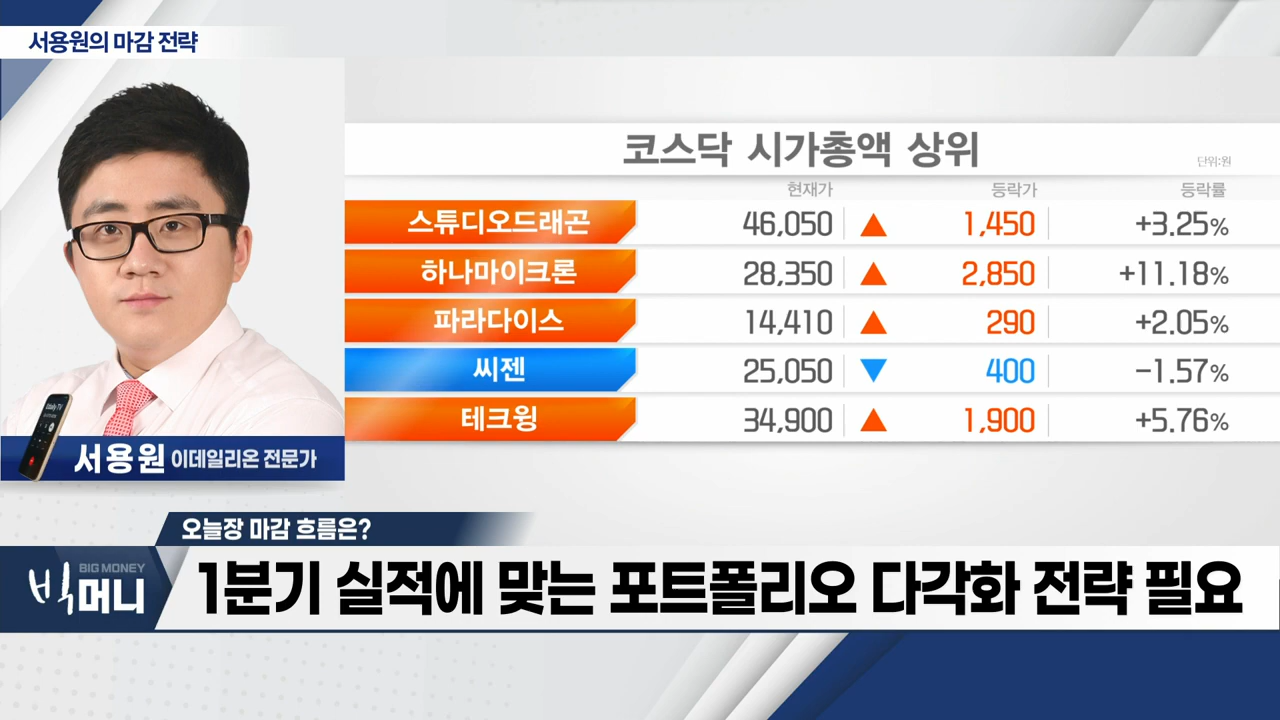 서용원의 마감 전략
코스닥 시가총액 상위
단위:원
현재가 등락가 등락률
스튜디오드래곤 46,050 ▲ 1,450 +3.25%
하나마이크론 28,350 ▲ 2,850 +11.18%
파라다이스 14,410 ▲ 290 +2.05%
씨젠 25,050 ▼ 400 -1.57%
테크윙 34,900 ▲ 1,900 +5.76%
서용원 이데일리온 전문가
오늘장 마감 흐름은?
BIG MONEY
빅머니
1분기 실적에 맞는 포트폴리오 다각화 전략 필요